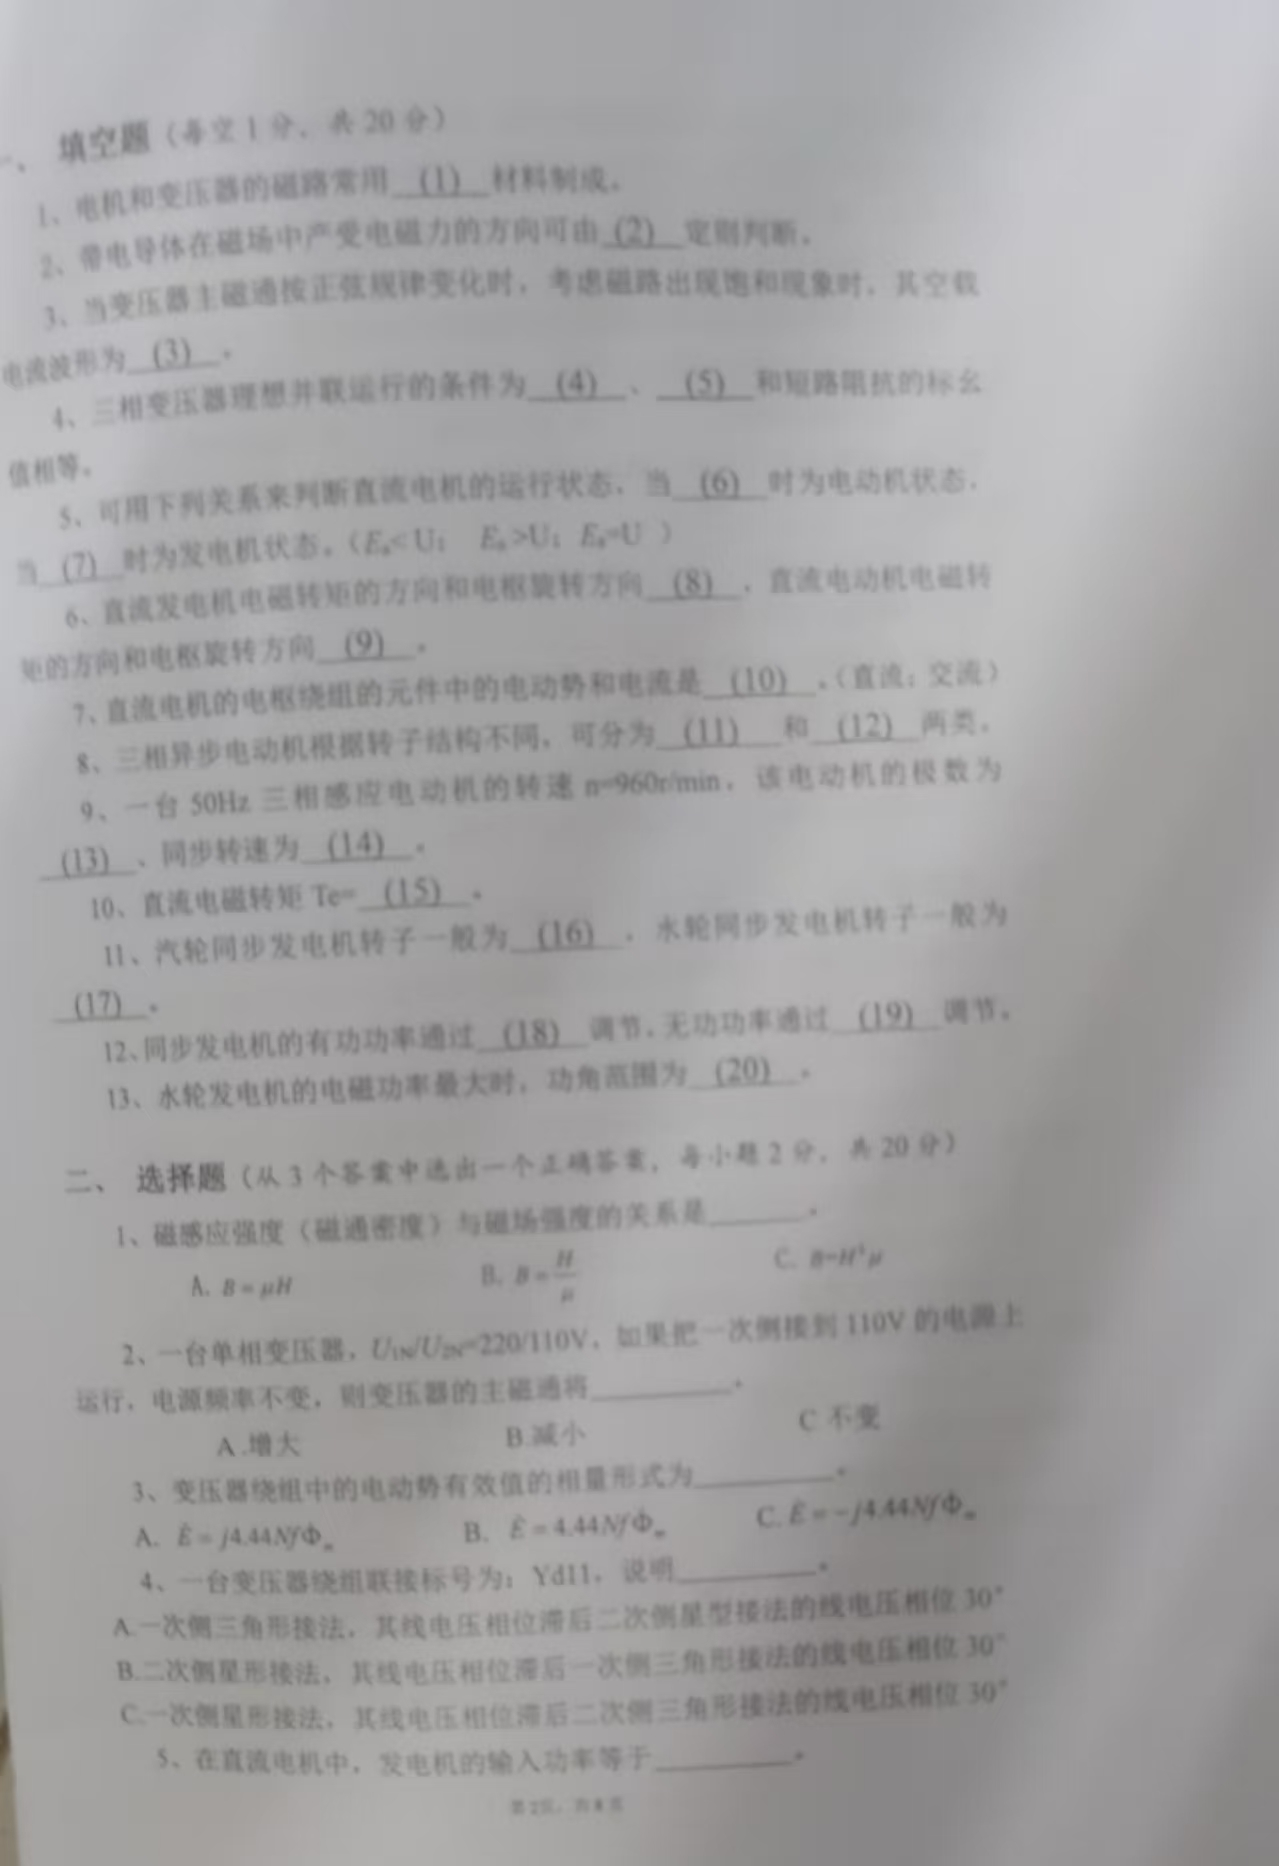 一、 填空题（每空1分，共20分）
1、电机和变压器的磁路常用 (1) 材料制成。
2、带电导体在磁场中产受电磁力的方向可由 (2) 定则判断。
3、当变压器主磁通按正弦规律变化时，考虑磁路出现饱和现象时，其空载
电流波形为 (3) 。
4、三相变压器理想并联运行的条件为 (4) 、 (5) 和短路阻抗的标幺
值相等。
5、可用下列关系来判断直流电机的运行状态，当 (6) 时为电动机状态，
当 (7) 时为发电机状态。（Ea<U； Ea>U；Ea=U ）
6、直流发电机电磁转矩的方向和电枢旋转方向 (8) ，直流电动机电磁转
矩的方向和电枢旋转方向 (9) 。
7、直流电机的电枢绕组的元件中的电动势和电流是 (10) 。（直流；交流）
8、三相异步电动机根据转子结构不同，可分为 (11) 和 (12) 两类。
9、一台50Hz三相感应电动机的转速n=960r/min，该电动机的极数为
(13) 、同步转速为 (14) 。
10、直流电磁转矩Te= (15) 。
11、汽轮同步发电机转子一般为 (16) ，水轮同步发电机转子一般为
(17) 。
12、同步发电机的有功功率通过 (18) 调节，无功功率通过 (19) 调节。
13、水轮发电机的电磁功率最大时，功角范围为 (20) 。
二、 选择题（从3个答案中选出一个正确答案，每小题2分，共20分）
1、磁感应强度（磁通密度）与磁场强度的关系是______。
A. B=μH B. B=H/μ C. B=H²μ
2、一台单相变压器，U1N/U2N=220/110V，如果把一次侧接到110V的电源上
运行，电源频率不变，则变压器的主磁通将________。
A.增大 B.减小 C 不变
3、变压器绕组中的电动势有效值的相量形式为________。
A. Ė=j4.44NfΦ̇m B. Ė=4.44NfΦ̇m C. Ė=-j4.44NfΦ̇m
4、一台变压器绕组联接标号为：Yd11，说明________。
A.一次侧三角形接法，其线电压相位滞后二次侧星型接法的线电压相位30°
B.二次侧星形接法，其线电压相位滞后一次侧三角形接法的线电压相位30°
C.一次侧星形接法，其线电压相位滞后二次侧三角形接法的线电压相位30°
5、在直流电机中，发电机的输入功率等于________。